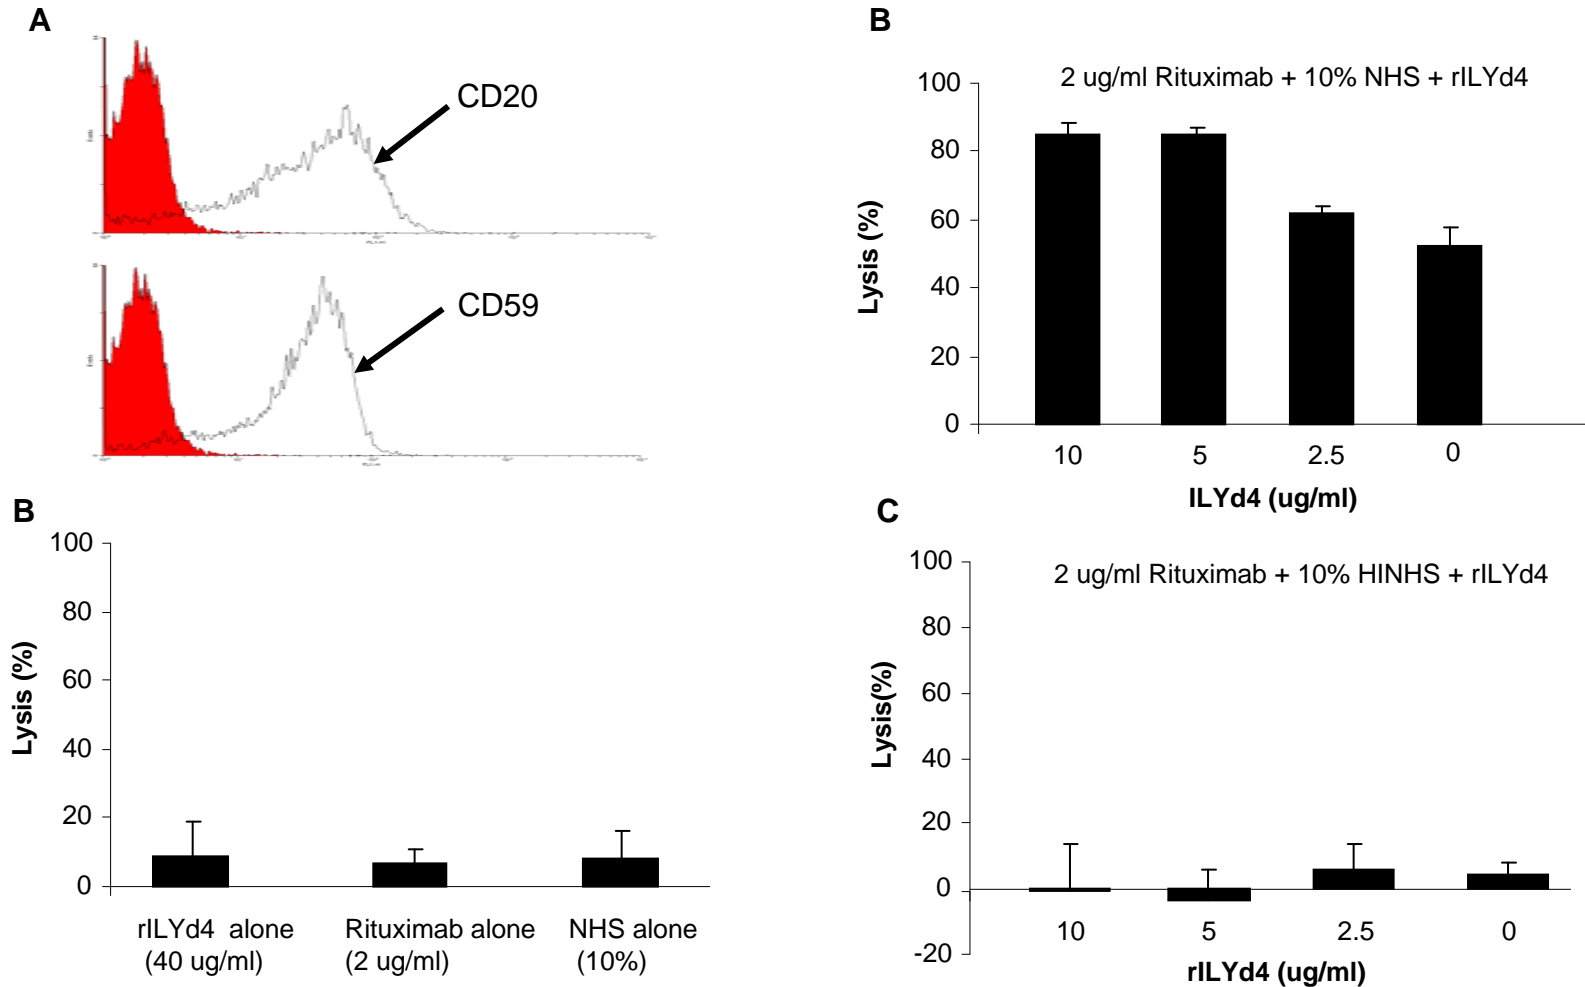 A
CD20
CD59
B
2 ug/ml Rituximab + 10% NHS + rILYd4
Lysis (%)
100
80
60
40
20
0
10 5 2.5 0
ILYd4 (ug/ml)
B
Lysis (%)
100
80
60
40
20
0
rILYd4 alone Rituximab alone NHS alone
(40 ug/ml) (2 ug/ml) (10%)
C
2 ug/ml Rituximab + 10% HINHS + rILYd4
Lysis(%)
100
80
60
40
20
0
-20
10 5 2.5 0
rILYd4 (ug/ml)